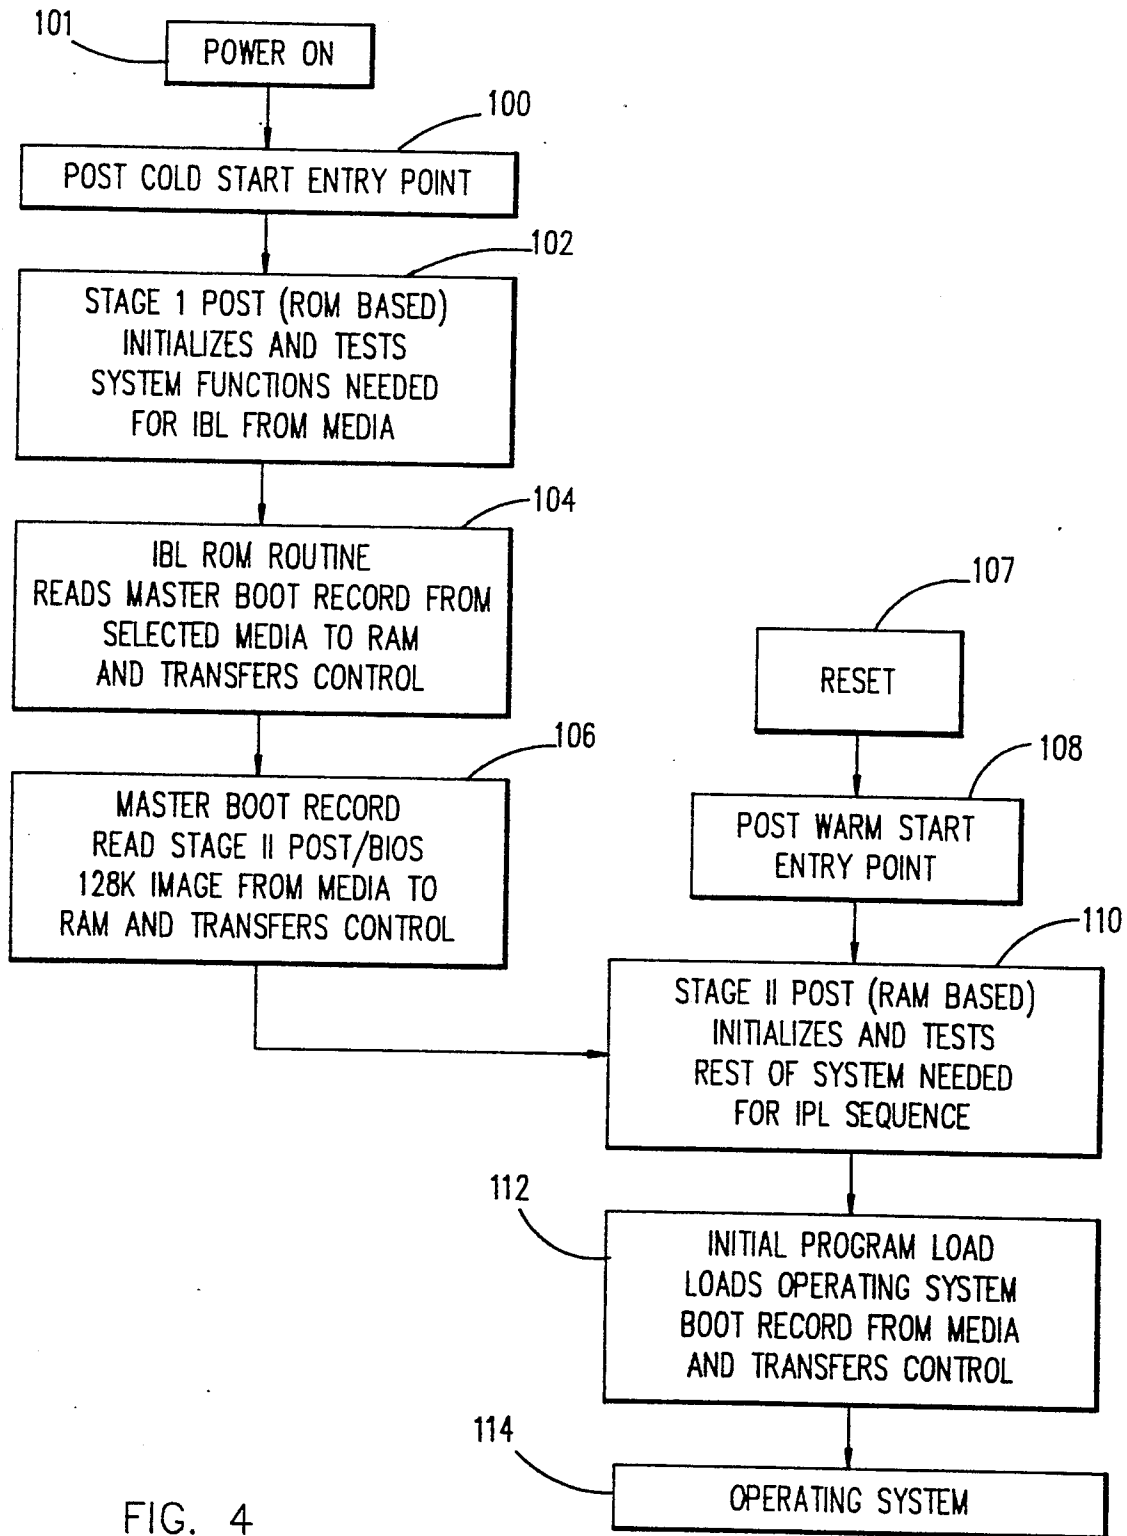 101
POWER ON
100
POST COLD START ENTRY POINT
102
STAGE 1 POST (ROM BASED)
INITIALIZES AND TESTS
SYSTEM FUNCTIONS NEEDED
FOR IBL FROM MEDIA
104
IBL ROM ROUTINE
READS MASTER BOOT RECORD FROM
SELECTED MEDIA TO RAM
AND TRANSFERS CONTROL
106
MASTER BOOT RECORD
READ STAGE II POST/BIOS
128K IMAGE FROM MEDIA TO
RAM AND TRANSFERS CONTROL
107
RESET
108
POST WARM START
ENTRY POINT
110
STAGE II POST (RAM BASED)
INITIALIZES AND TESTS
REST OF SYSTEM NEEDED
FOR IPL SEQUENCE
112
INITIAL PROGRAM LOAD
LOADS OPERATING SYSTEM
BOOT RECORD FROM MEDIA
AND TRANSFERS CONTROL
114
OPERATING SYSTEM
FIG. 4